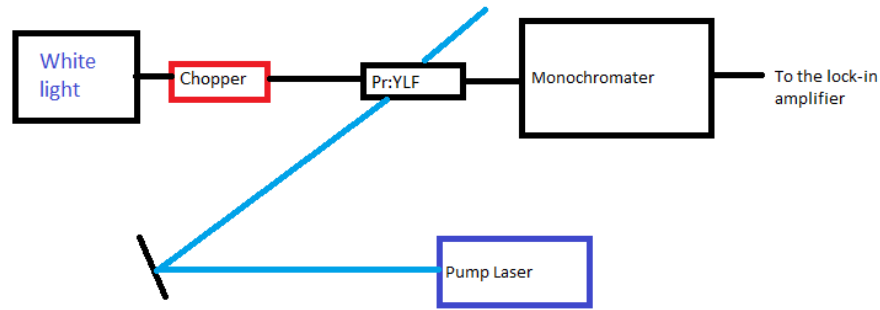 White
light
Chopper
Pr:YLF
Monochromater
To the lock-in
amplifier
Pump Laser